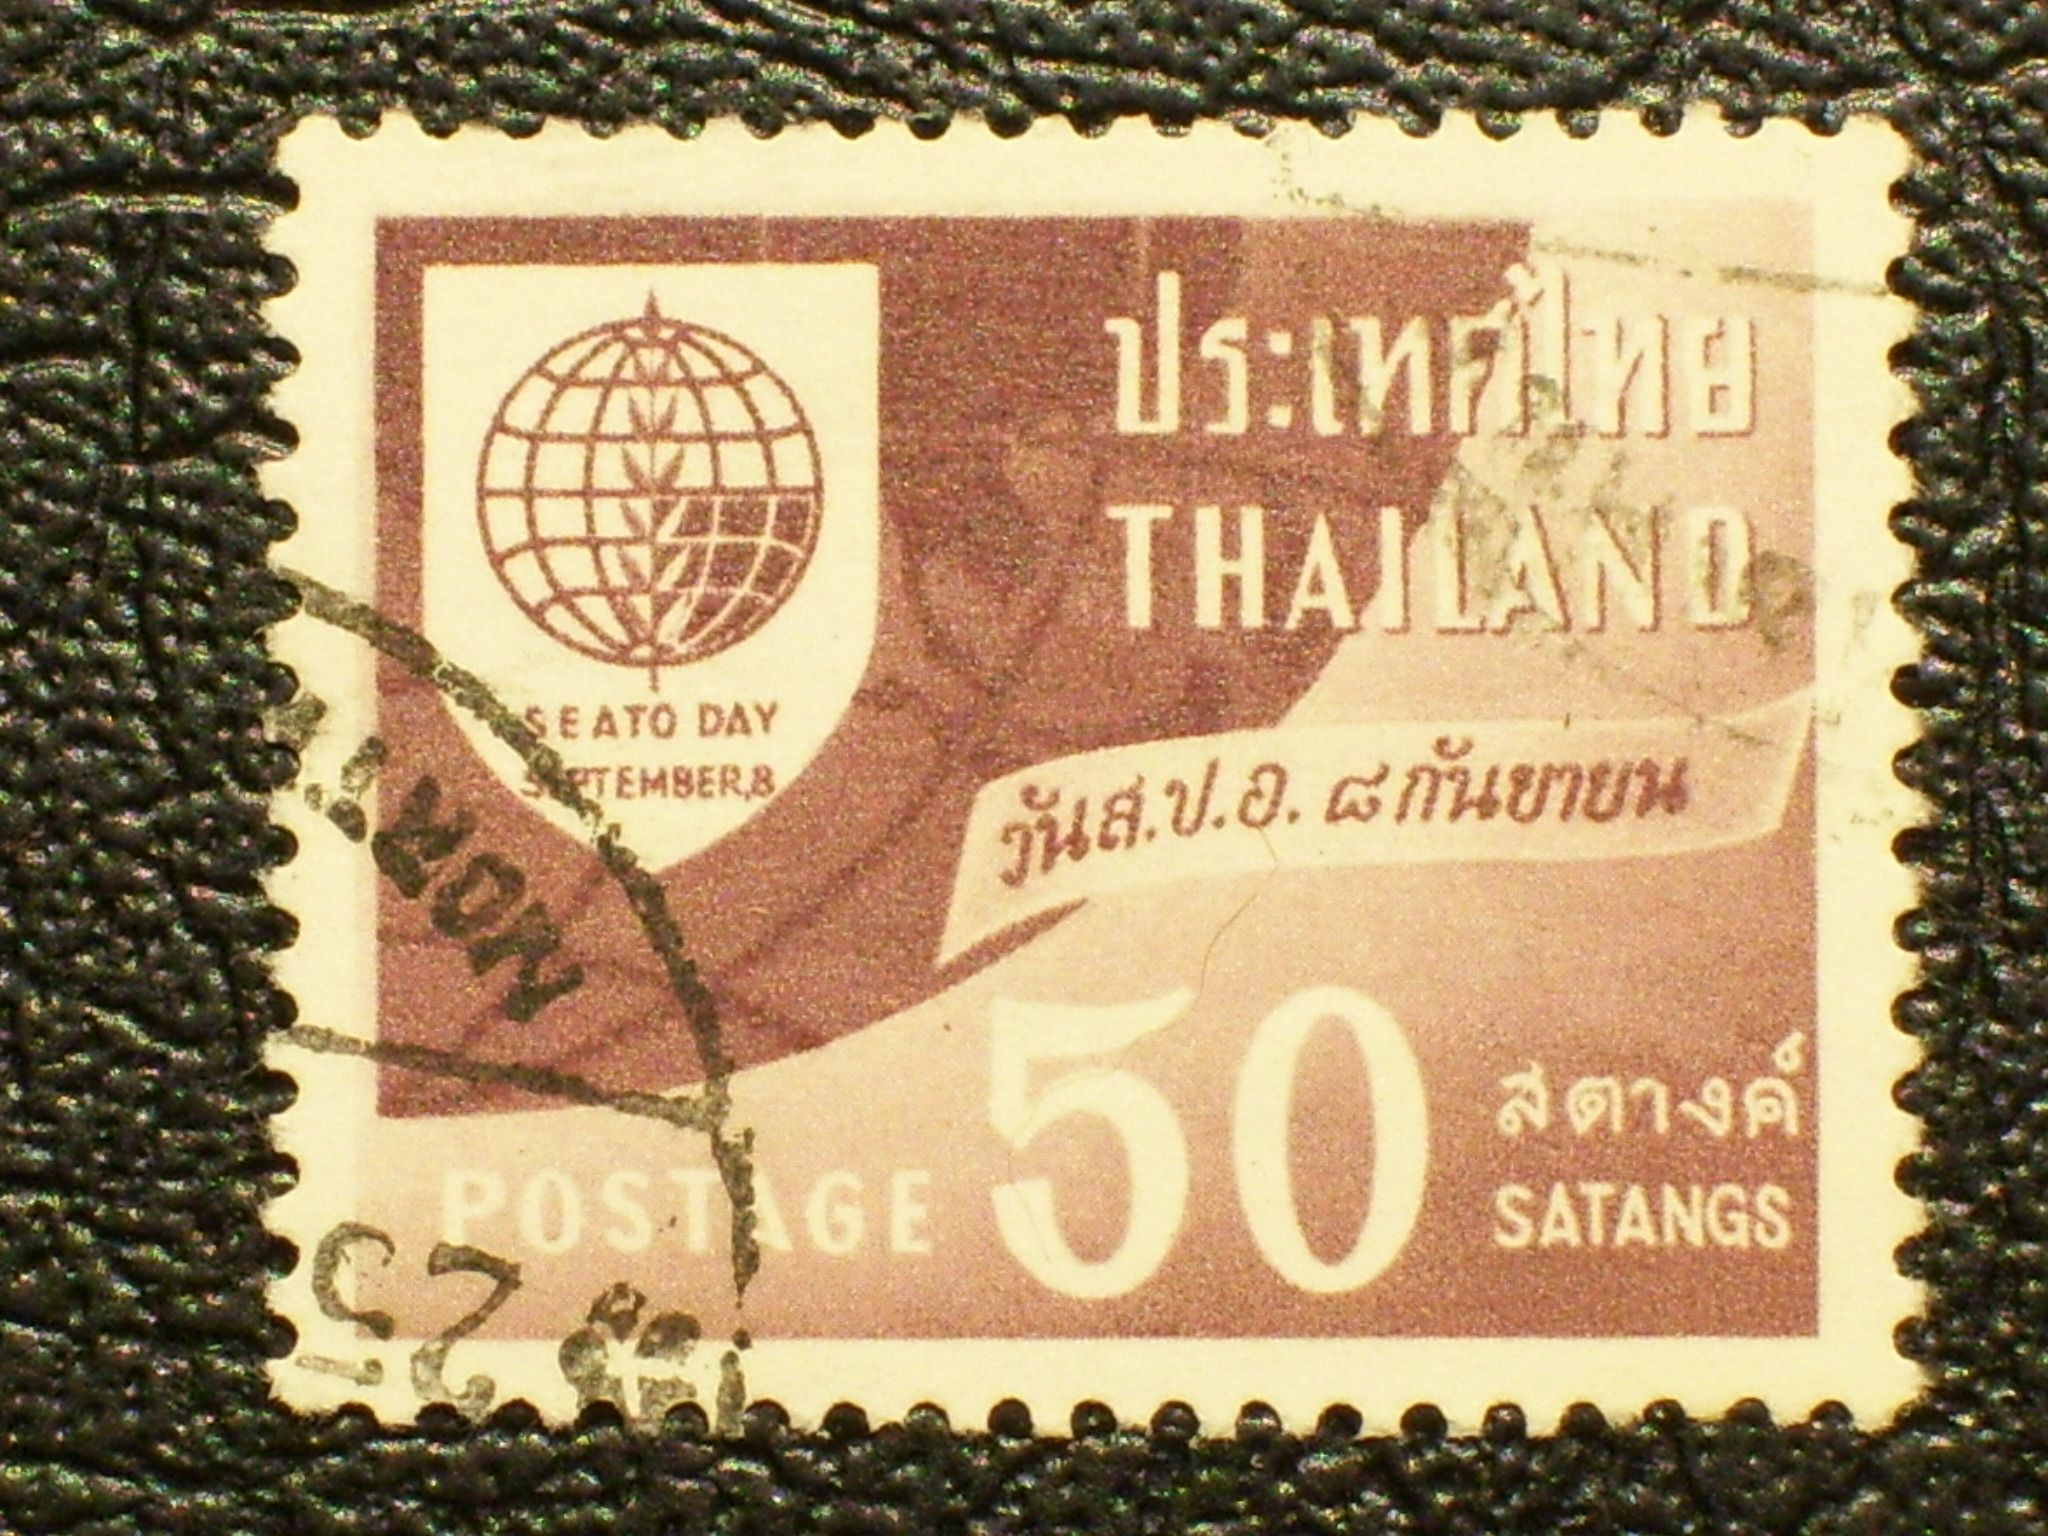 ประเทศไทย
THAILAND
SEATO DAY
SEPTEMBER,8
วันส.ป.อ. ๘ กันยายน
50
สตางค์
SATANGS
POSTAGE